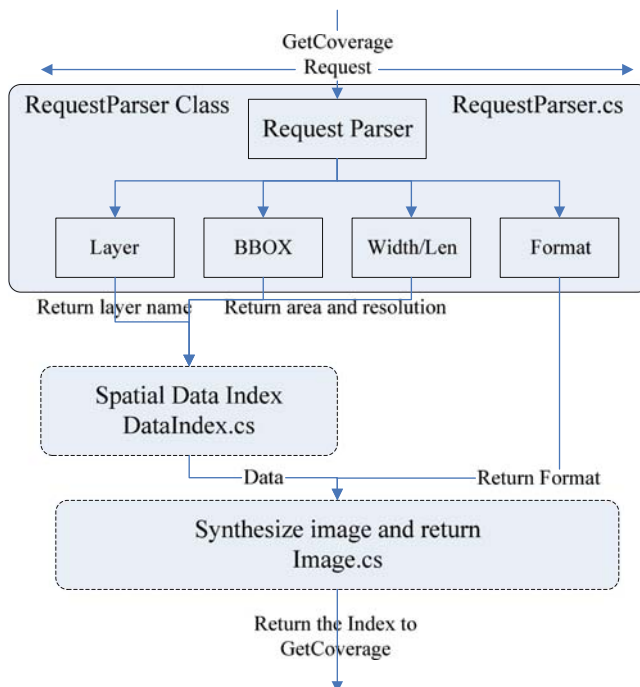 GetCoverage
Request
RequestParser Class
RequestParser.cs
Request Parser
Layer
BBOX
Width/Len
Format
Return layer name
Return area and resolution
Spatial Data Index
DataIndex.cs
Data
Return Format
Synthesize image and return
Image.cs
Return the Index to
GetCoverage